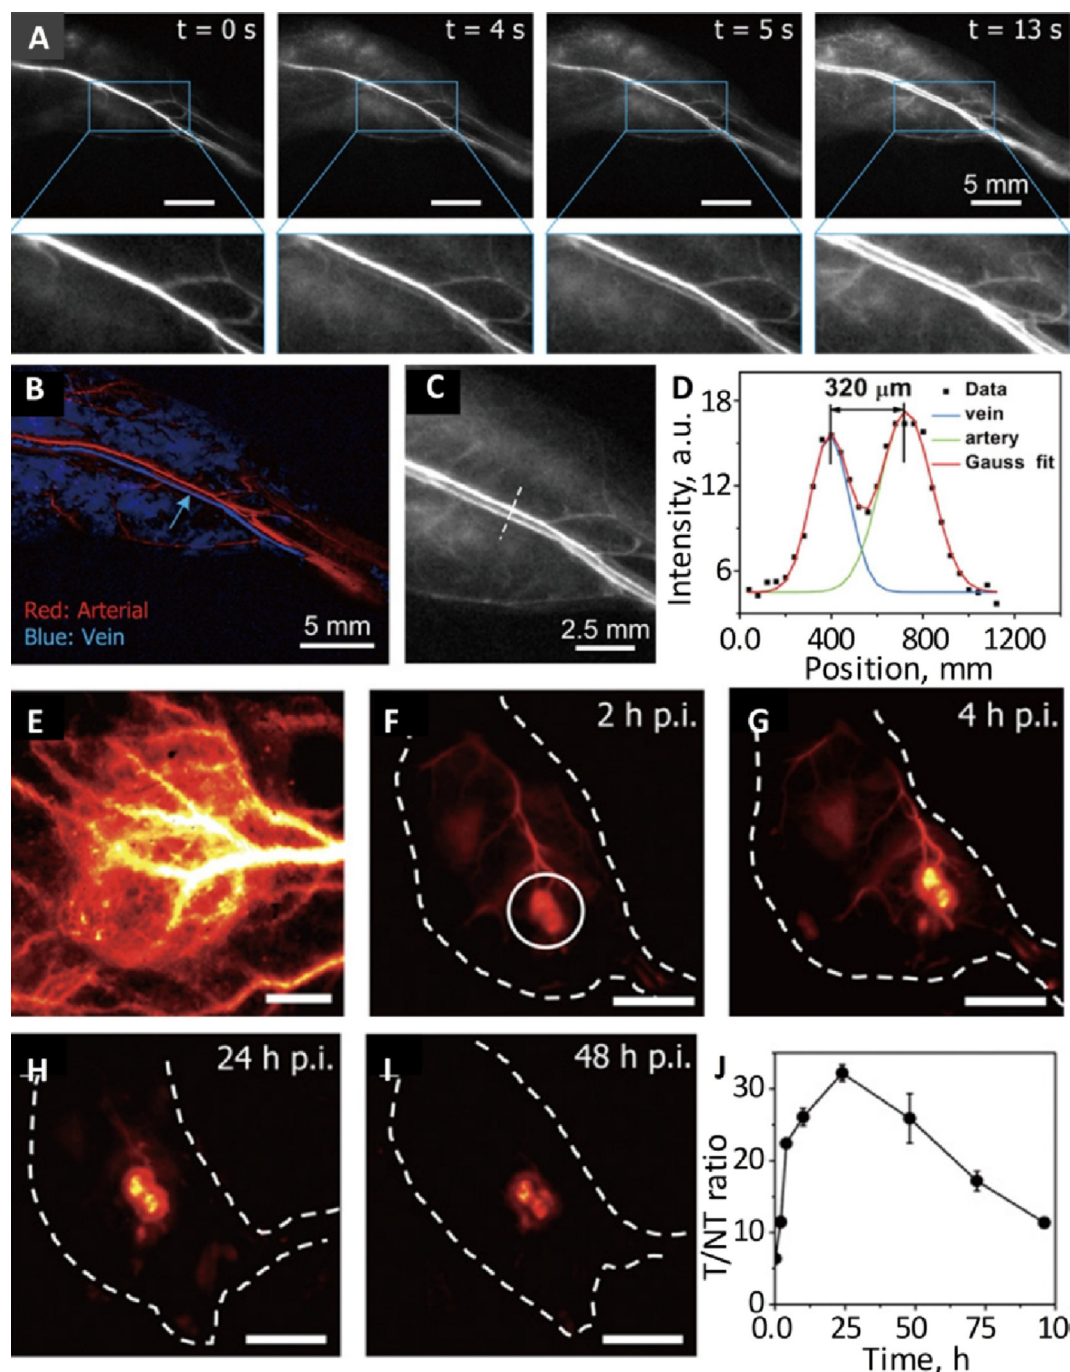 A
t = 0 s
t = 4 s
t = 5 s
t = 13 s
5 mm
B
Red: Arterial
Blue: Vein
5 mm
C
2.5 mm
D
320 μm
Data
vein
artery
Gauss fit
18
12
6
Intensity, a.u.
0.0 400 800 1200
Position, mm
E
F
2 h p.i.
G
4 h p.i.
H
24 h p.i.
I
48 h p.i.
J
30
20
10
0
T/NT ratio
0.0 25 50 75 10
Time, h